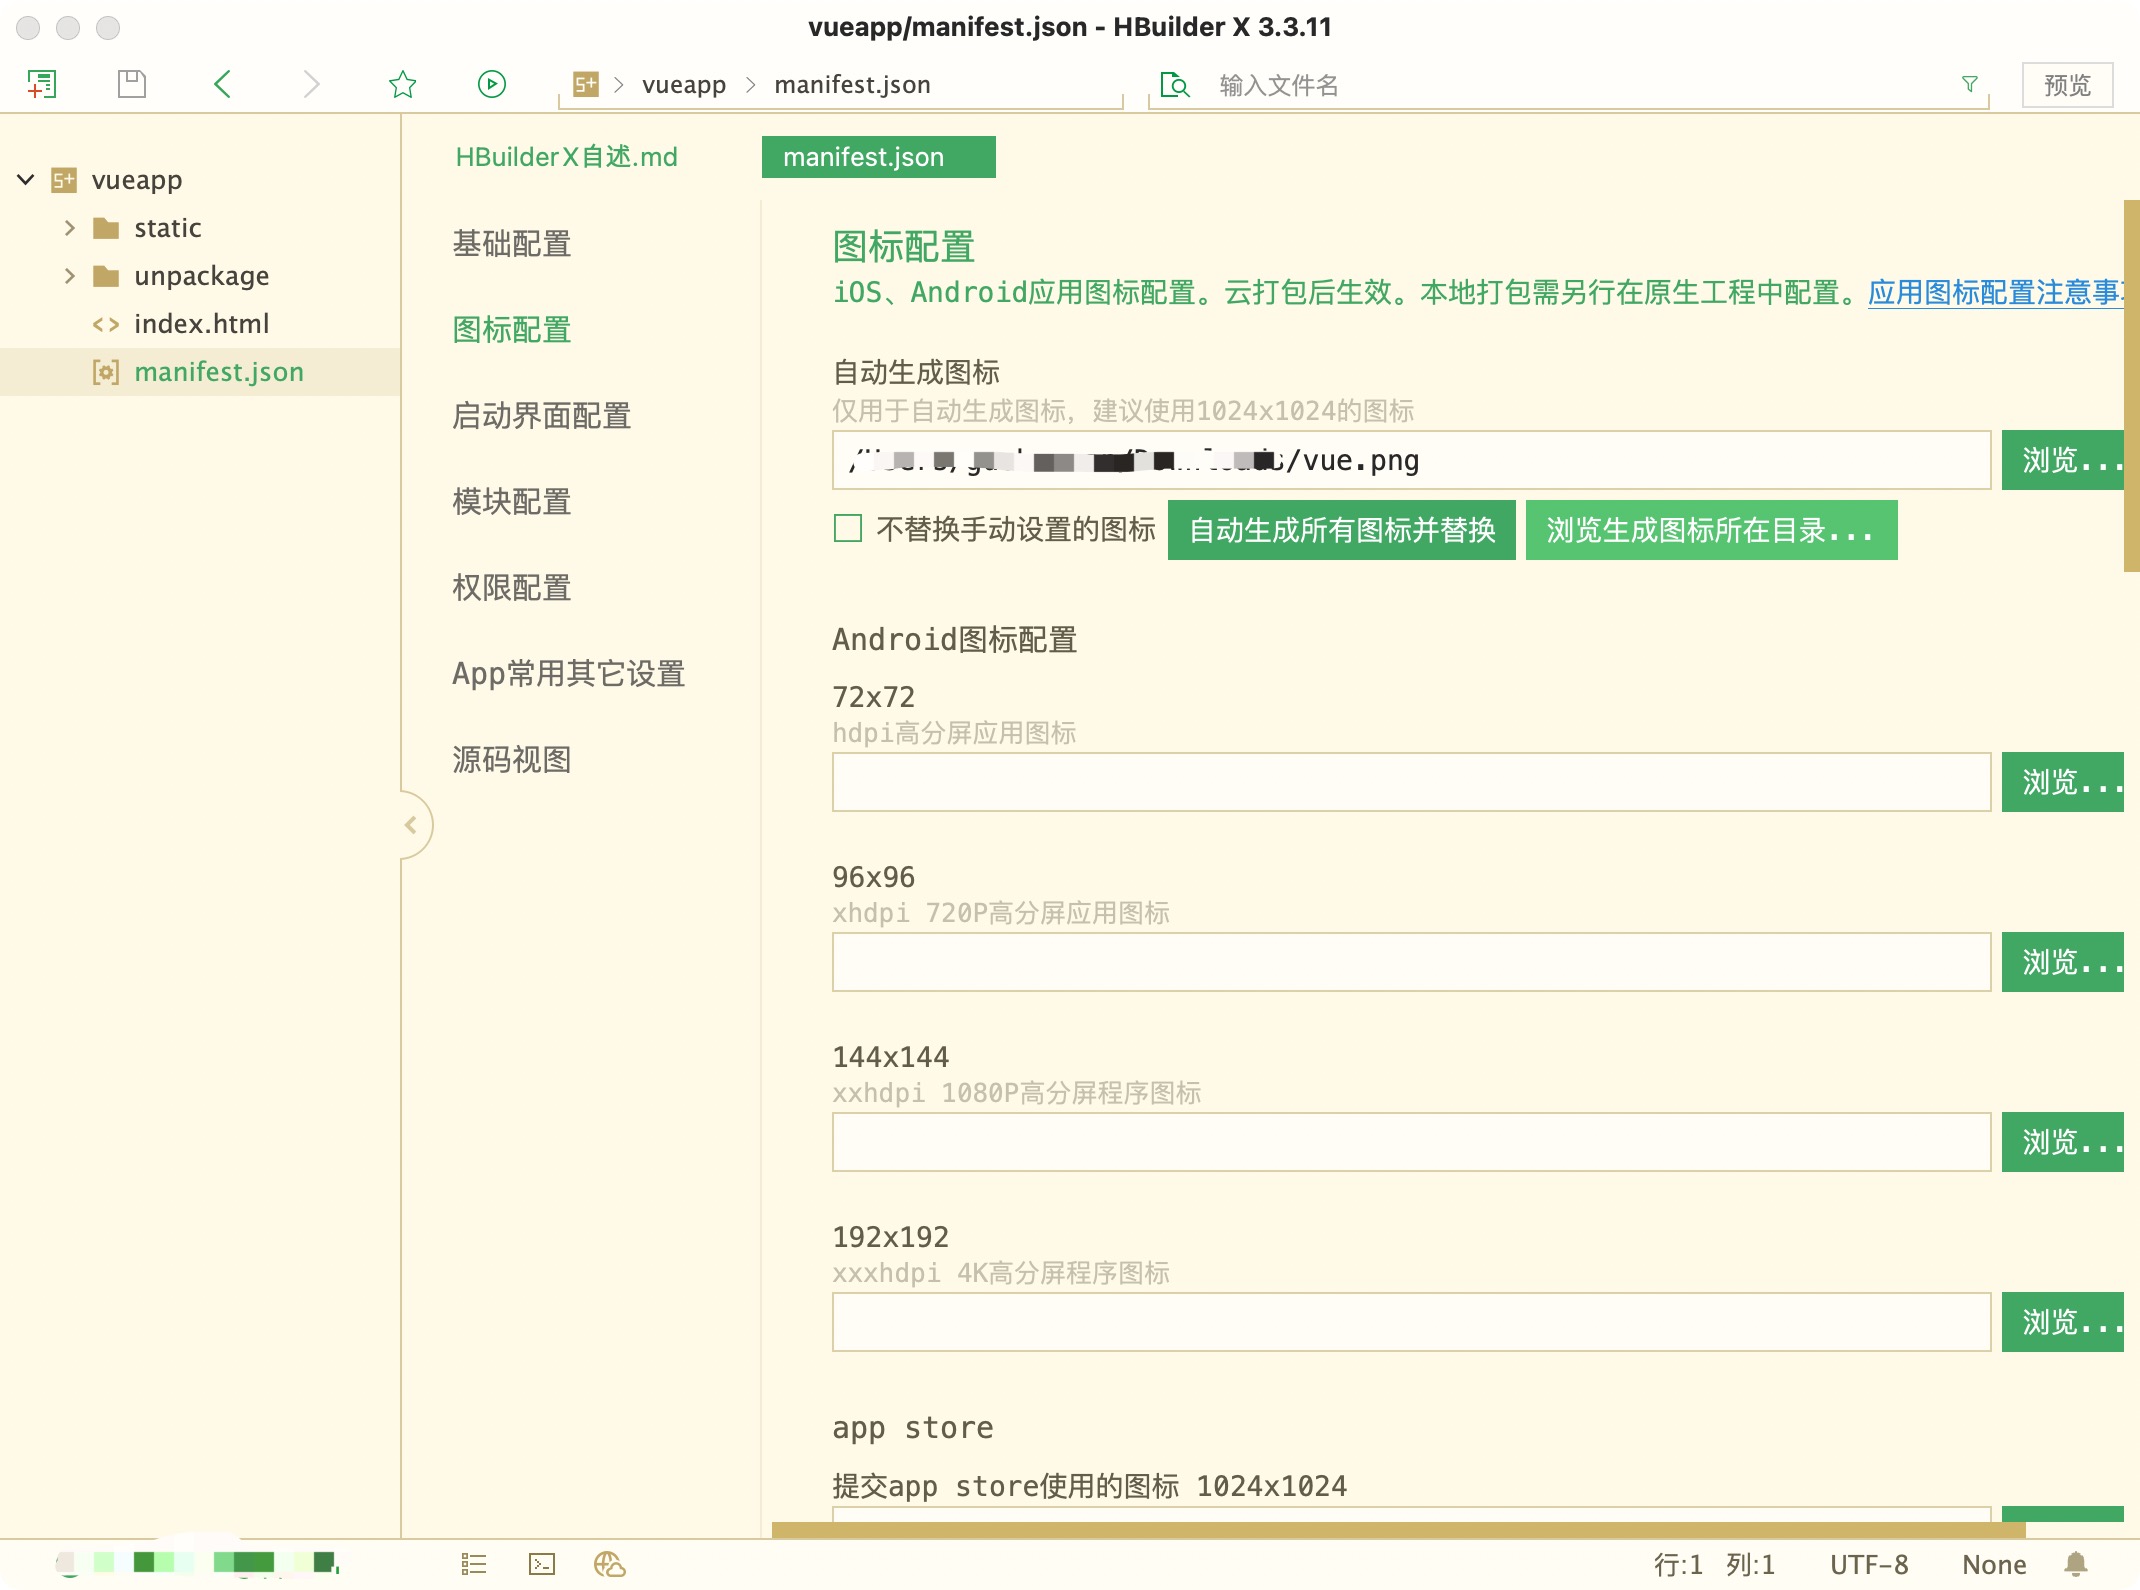 vueapp/manifest.json - HBuilder X 3.3.11
vueapp > manifest.json
输入文件名
预览
vueapp
static
unpackage
index.html
manifest.json
HBuilderX自述.md
manifest.json
基础配置
图标配置
启动界面配置
模块配置
权限配置
App常用其它设置
源码视图
图标配置
iOS、Android应用图标配置。云打包后生效。本地打包需另行在原生工程中配置。应用图标配置注意事
自动生成图标
仅用于自动生成图标，建议使用1024x1024的图标
/vue.png
浏览...
不替换手动设置的图标
自动生成所有图标并替换
浏览生成图标所在目录...
Android图标配置
72x72
hdpi高分屏应用图标
浏览...
96x96
xhdpi 720P高分屏应用图标
浏览...
144x144
xxhdpi 1080P高分屏程序图标
浏览...
192x192
xxxhdpi 4K高分屏程序图标
浏览...
app store
提交app store使用的图标 1024x1024
行:1 列:1
UTF-8
None